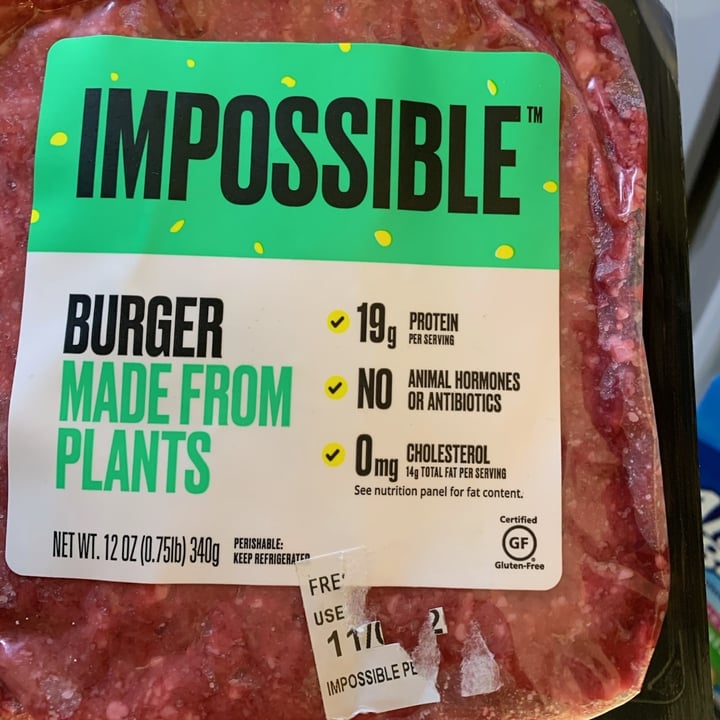 IMPOSSIBLE™
BURGER
MADE FROM
PLANTS
19g PROTEIN
PER SERVING
NO ANIMAL HORMONES
OR ANTIBIOTICS
0mg CHOLESTEROL
14g TOTAL FAT PER SERVING
See nutrition panel for fat content.
NET WT. 12 OZ (0.75lb) 340g
PERISHABLE:
KEEP REFRIGERATED
Certified
GF
Gluten-Free
USE
IMPOSSIBLE